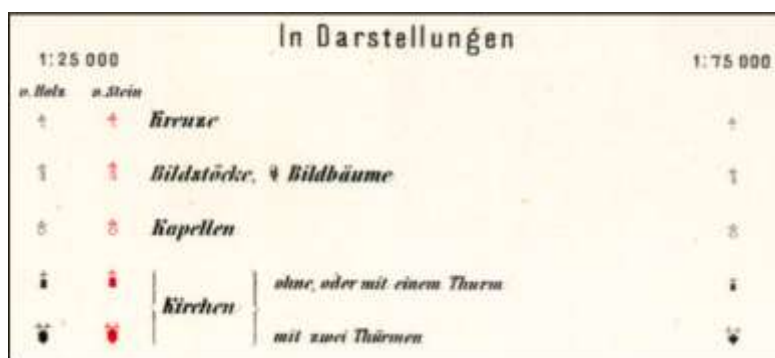 In Darstellungen
1:25 000
1:75 000
v. Holz v. Stein
Kreuze
Bildstöcke, Bildbäume
Kapellen
Kirchen
ohne, oder mit einem Thurm
mit zwei Thürmen